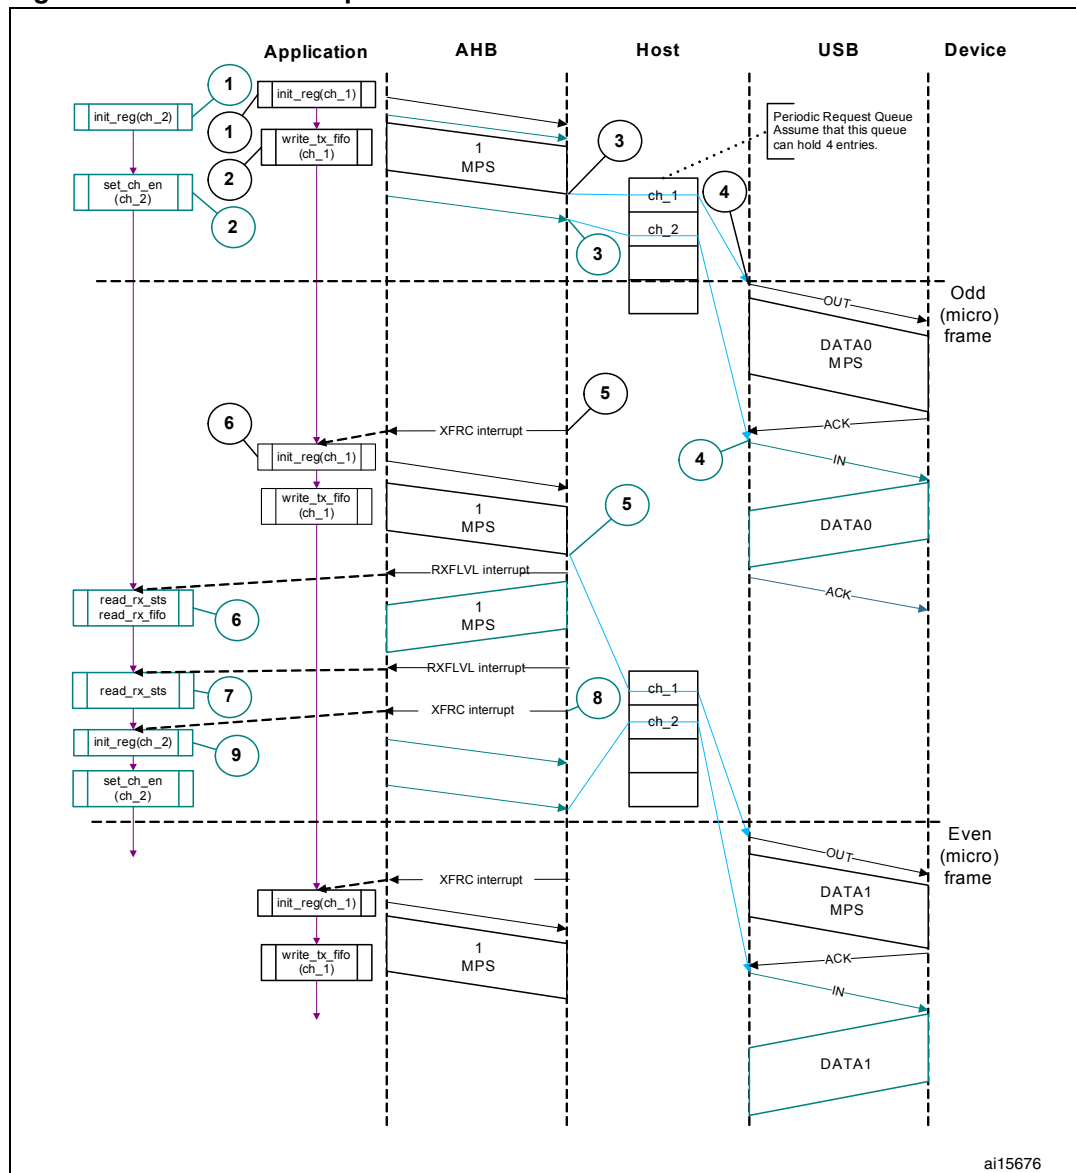 Application
AHB
Host
USB
Device
1
init_reg(ch_2)
init_reg(ch_1)
1
Periodic Request Queue
Assume that this queue
can hold 4 entries.
write_tx_fifo
(ch_1)
1
MPS
3
2
set_ch_en
(ch_2)
ch_1
4
2
ch_2
3
Odd
(micro)
frame
OUT
DATA0
MPS
5
6
XFRC interrupt
ACK
init_reg(ch_1)
4
IN
write_tx_fifo
(ch_1)
1
MPS
5
DATA0
RXFLVL interrupt
read_rx_sts
read_rx_fifo
6
1
MPS
ACK
RXFLVL interrupt
read_rx_sts
7
8
ch_1
XFRC interrupt
ch_2
init_reg(ch_2)
9
set_ch_en
(ch_2)
Even
(micro)
frame
OUT
XFRC interrupt
init_reg(ch_1)
DATA1
MPS
write_tx_fifo
(ch_1)
1
MPS
ACK
IN
DATA1
ai15676